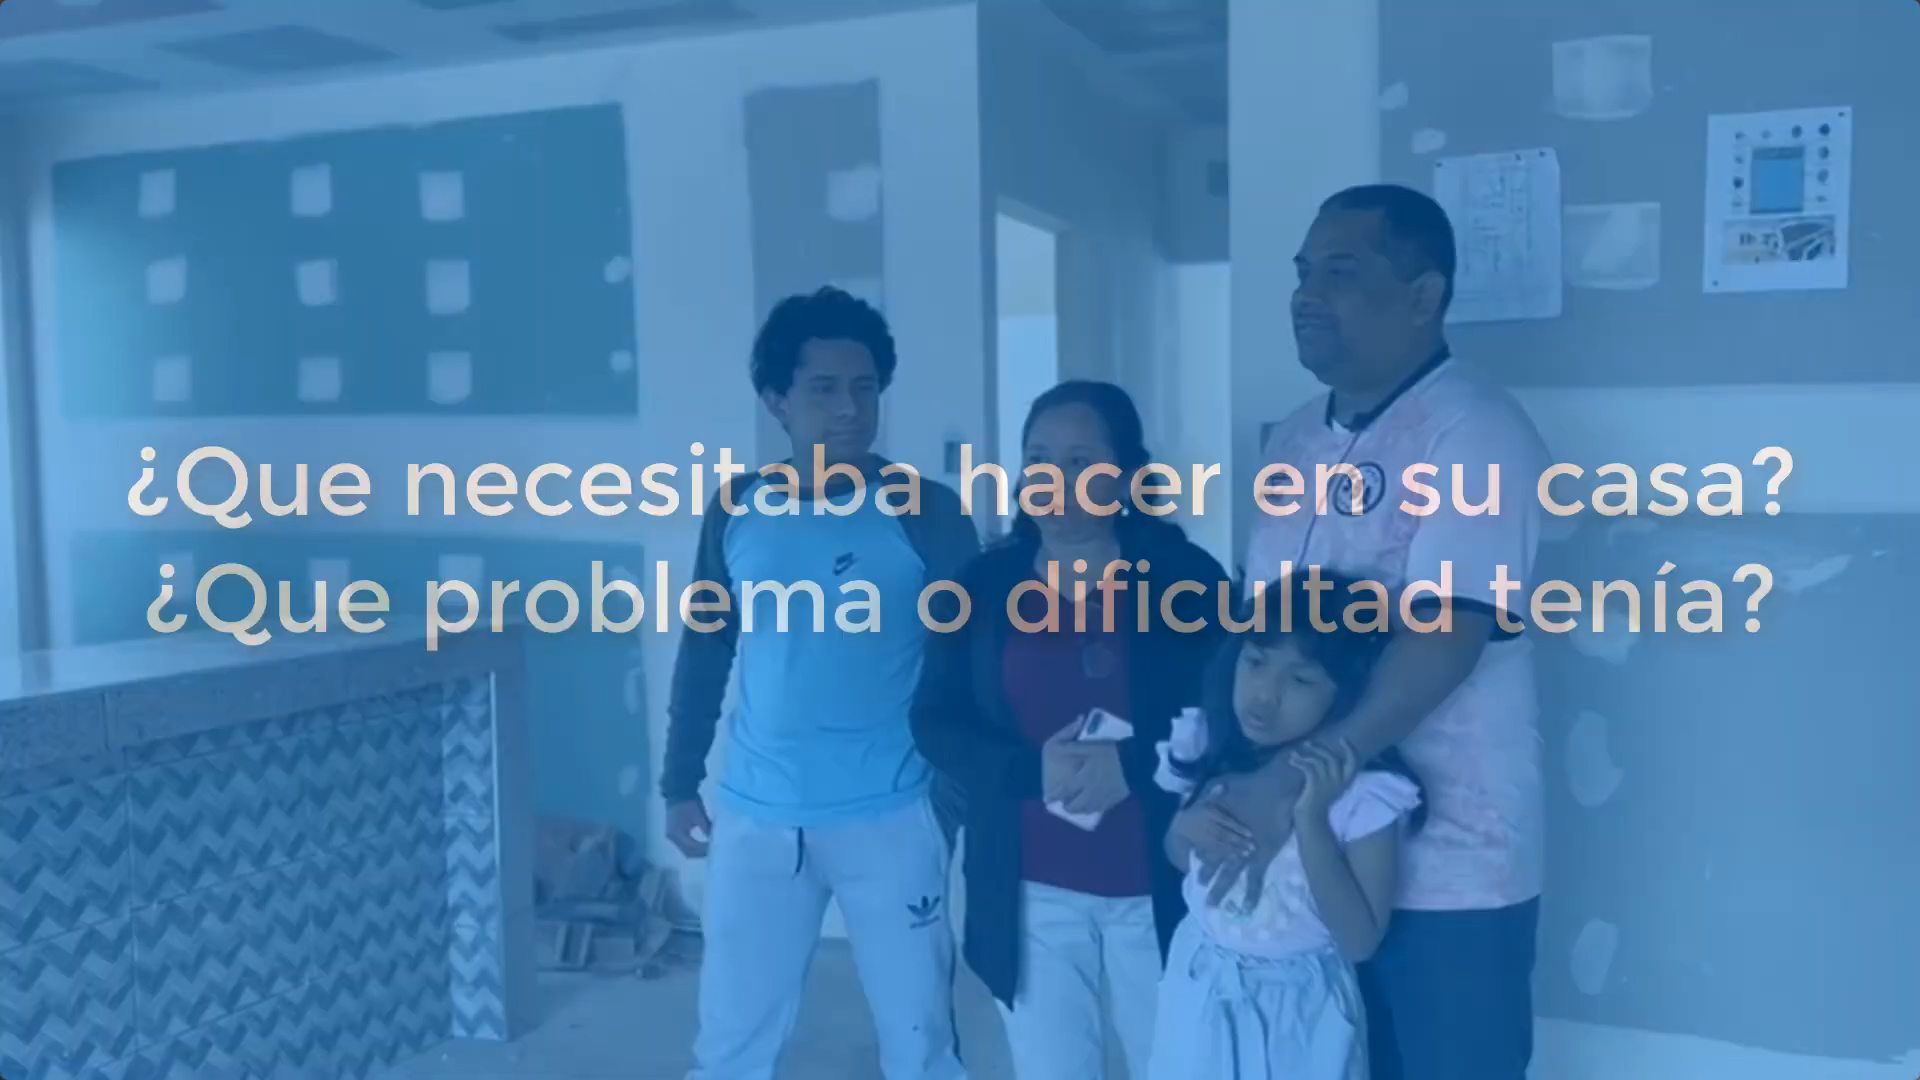 ¿Que necesitaba hacer en su casa?
¿Que problema o dificultad tenía?